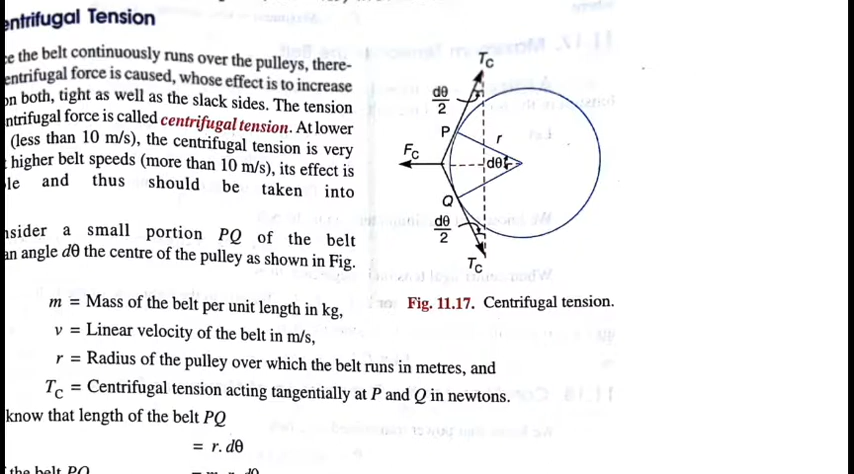 entrifugal Tension
e the belt continuously runs over the pulleys, there-
entrifugal force is caused, whose effect is to increase
on both, tight as well as the slack sides. The tension
ntrifugal force is called centrifugal tension. At lower
(less than 10 m/s), the centrifugal tension is very
higher belt speeds (more than 10 m/s), its effect is
le and thus should be taken into
nsider a small portion PQ of the belt
an angle dθ the centre of the pulley as shown in Fig.
T_C
dθ/2
P
r
F_C
dθ
Q
dθ/2
T_C
Fig. 11.17. Centrifugal tension.
m = Mass of the belt per unit length in kg,
v = Linear velocity of the belt in m/s,
r = Radius of the pulley over which the belt runs in metres, and
T_C = Centrifugal tension acting tangentially at P and Q in newtons.
know that length of the belt PQ
= r. dθ
the belt PQ